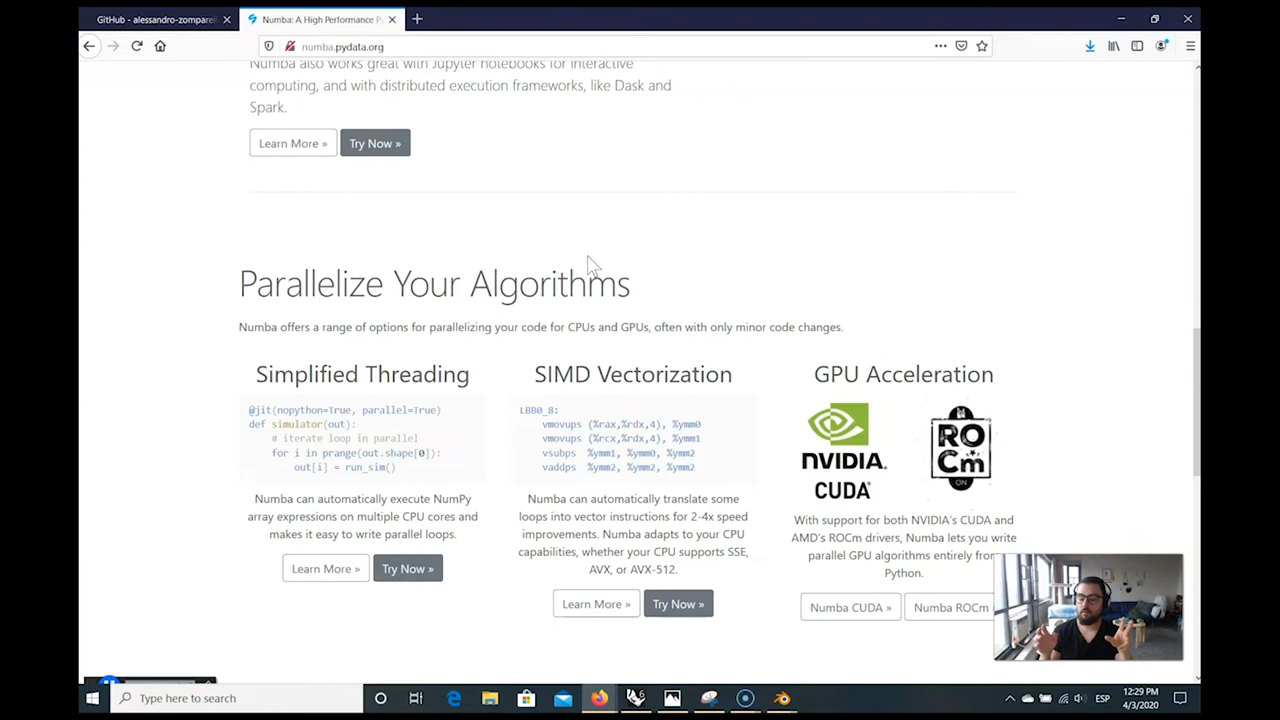 GitHub - alessandro-zomparel
Numba: A High Performance P
numba.pydata.org
Numba also works great with Jupyter notebooks for interactive
computing, and with distributed execution frameworks, like Dask and
Spark.
Learn More » Try Now »
Parallelize Your Algorithms
Numba offers a range of options for parallelizing your code for CPUs and GPUs, often with only minor code changes.
Simplified Threading
@jit(nopython=True, parallel=True)
def simulator(out):
# iterate loop in parallel
for i in prange(out.shape[0]):
out[i] = run_sim()
Numba can automatically execute NumPy
array expressions on multiple CPU cores and
makes it easy to write parallel loops.
Learn More » Try Now »
SIMD Vectorization
LBB0_8:
vmovups (%rax,%rdx,4), %ymm0
vmovups (%rcx,%rdx,4), %ymm1
vsubps %ymm1, %ymm0, %ymm2
vaddps %ymm2, %ymm2, %ymm2
Numba can automatically translate some
loops into vector instructions for 2-4x speed
improvements. Numba adapts to your CPU
capabilities, whether your CPU supports SSE,
AVX, or AVX-512.
Learn More » Try Now »
GPU Acceleration
NVIDIA.
CUDA
ROCm
ON
With support for both NVIDIA's CUDA and
AMD's ROCm drivers, Numba lets you write
parallel GPU algorithms entirely from
Python.
Numba CUDA » Numba ROCm
Type here to search
ESP
12:29 PM
4/3/2020